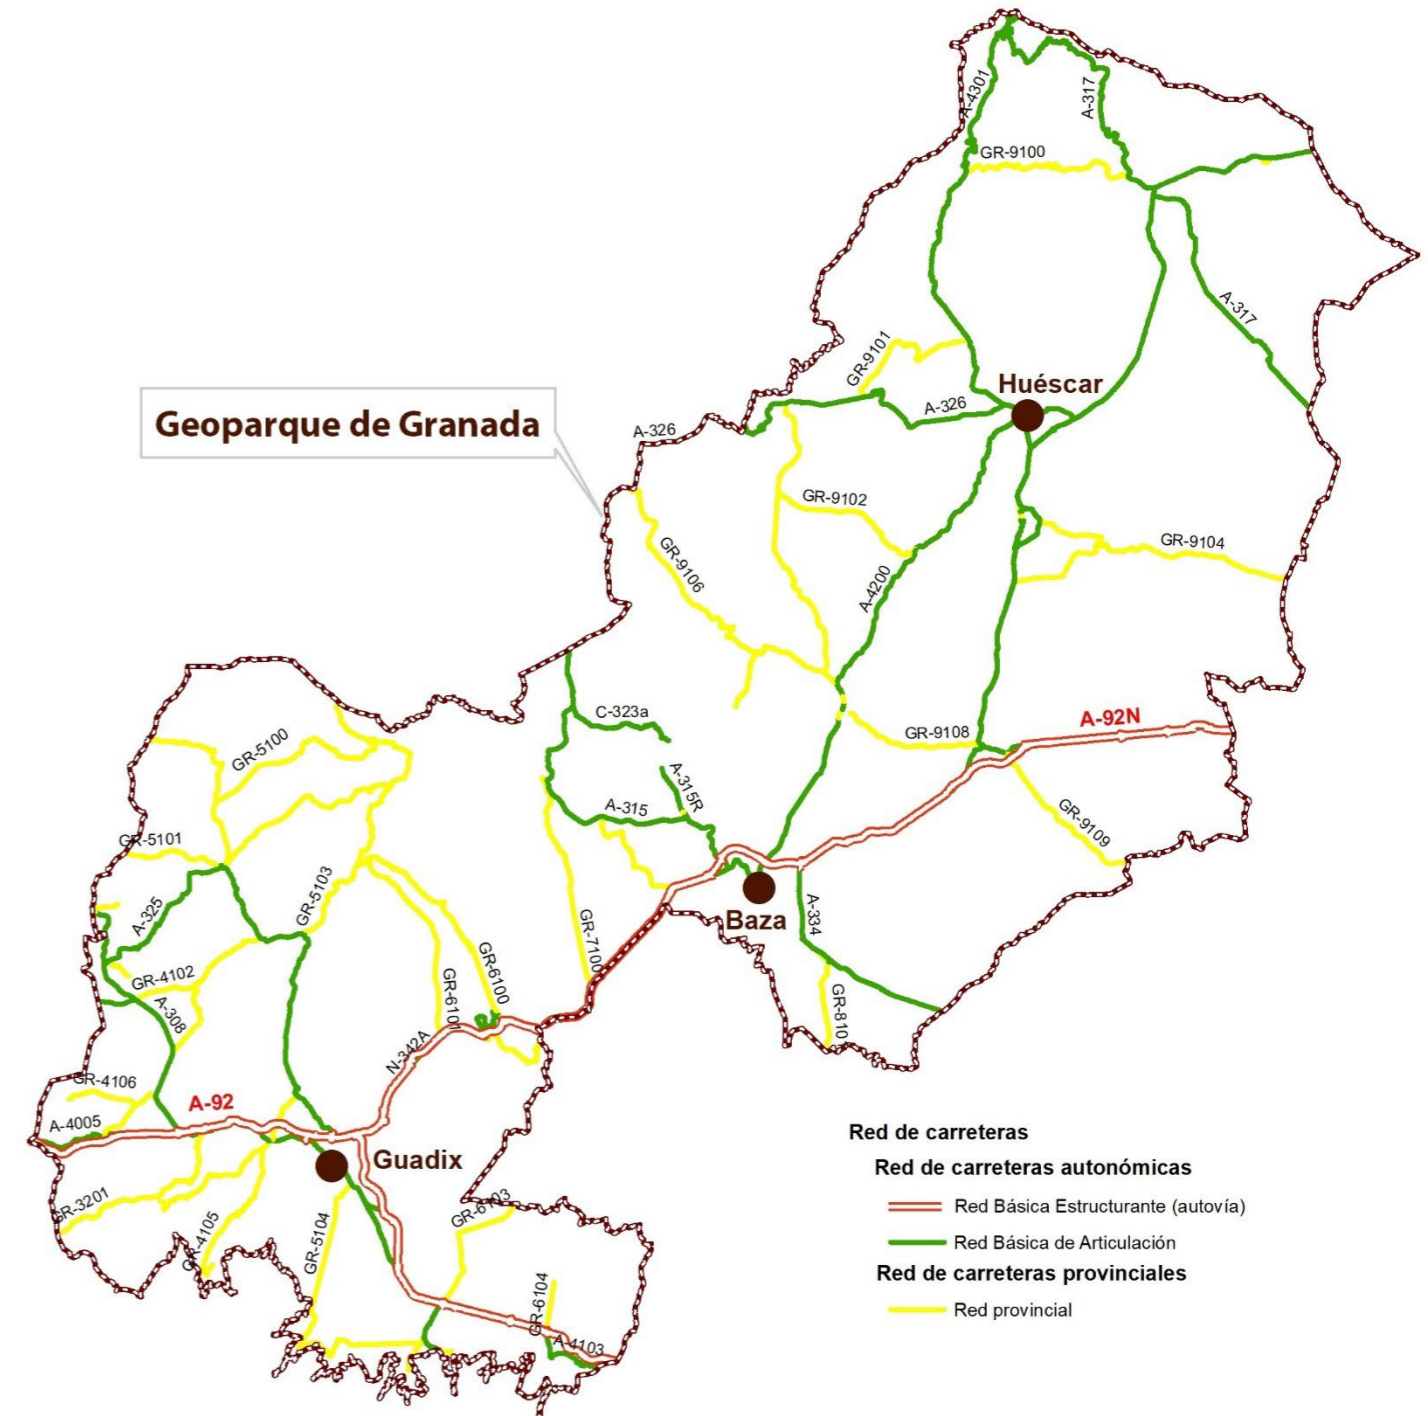 A-4301
A-317
GR-9100
A-317
GR-9101
Huéscar
A-326
Geoparque de Granada
A-326
GR-9102
GR-9104
GR-9106
A-4200
C-323a
A-92N
GR-5100
GR-9108
A-315R
A-315
GR-9109
GR-5101
GR-5103
A-325
Baza
A-334
GR-7100
GR-6100
GR-4102
GR-6101
GR-810
A-308
N-342A
GR-4106
A-92
A-4005
Guadix
GR-3201
GR-6103
GR-4105
GR-5104
GR-6104
A-4103
Red de carreteras
Red de carreteras autonómicas
Red Básica Estructurante (autovía)
Red Básica de Articulación
Red de carreteras provinciales
Red provincial